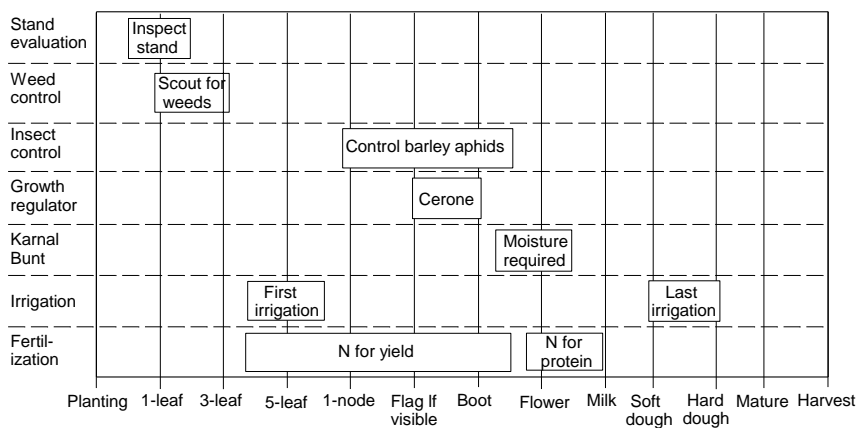 Stand
evaluation
Inspect
stand
Weed
control
Scout for
weeds
Insect
control
Control barley aphids
Growth
regulator
Cerone
Karnal
Bunt
Moisture
required
Irrigation
First
irrigation
Last
irrigation
Fertil-
ization
N for yield
N for
protein
Planting
1-leaf
3-leaf
5-leaf
1-node
Flag lf
visible
Boot
Flower
Milk
Soft
dough
Hard
dough
Mature
Harvest